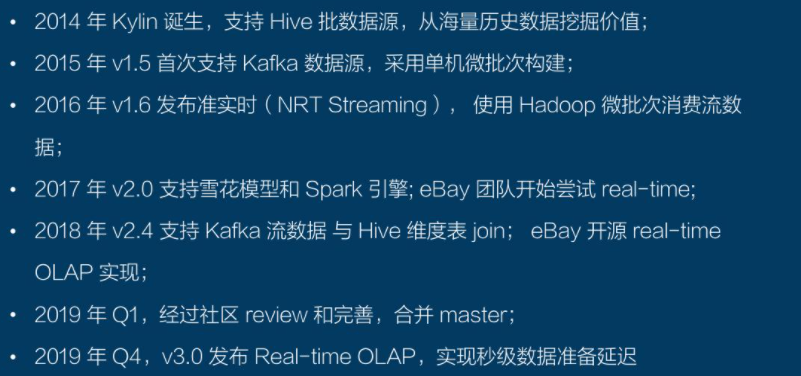 • 2014 年 Kylin 诞生，支持 Hive 批数据源，从海量历史数据挖掘价值；
• 2015 年 v1.5 首次支持 Kafka 数据源，采用单机微批次构建；
• 2016 年 v1.6 发布准实时（NRT Streaming）， 使用 Hadoop 微批次消费流数
据；
• 2017 年 v2.0 支持雪花模型和 Spark 引擎; eBay 团队开始尝试 real-time;
• 2018 年 v2.4 支持 Kafka 流数据 与 Hive 维度表 join； eBay 开源 real-time
OLAP 实现；
• 2019 年 Q1，经过社区 review 和完善，合并 master；
• 2019 年 Q4，v3.0 发布 Real-time OLAP，实现秒级数据准备延迟